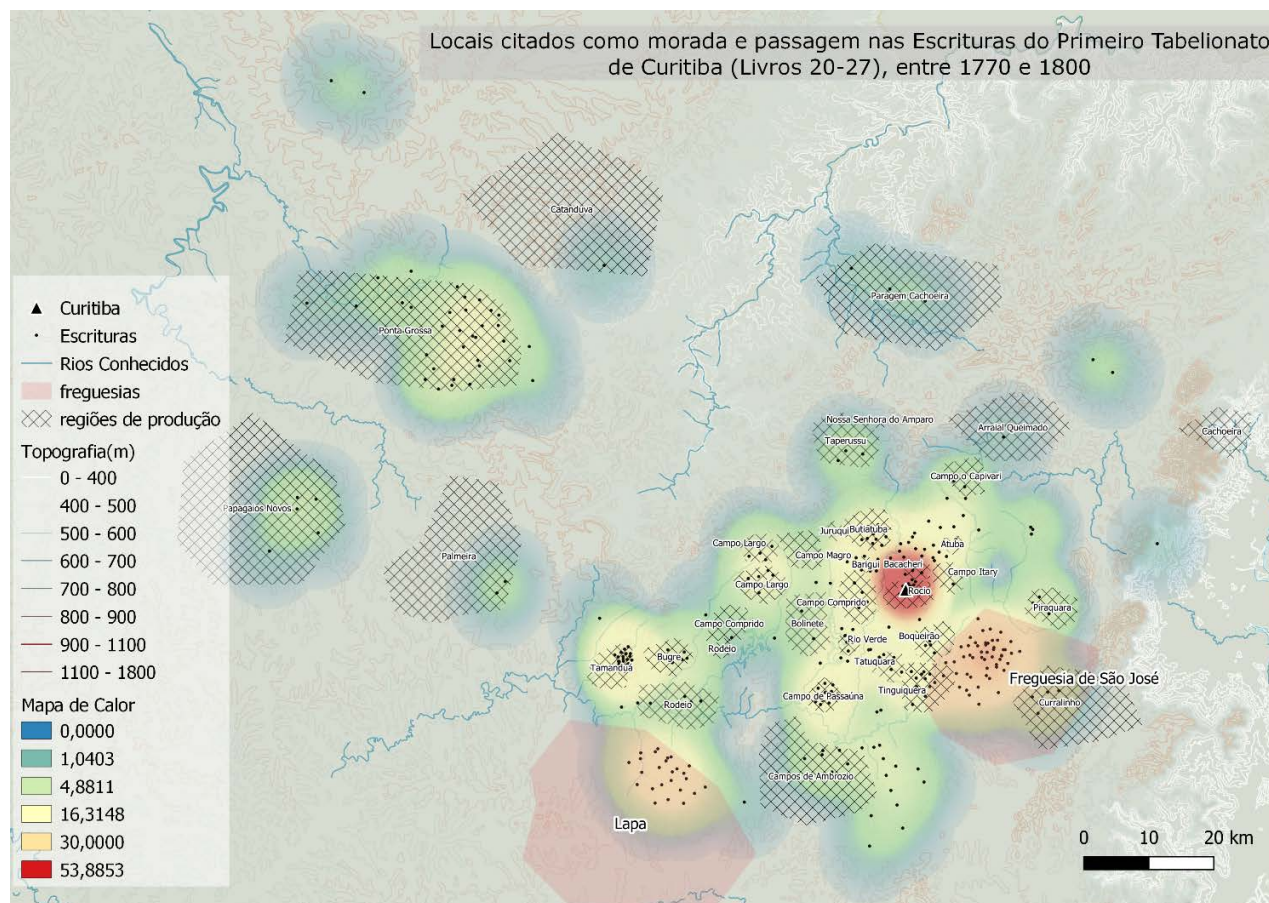 Locais citados como morada e passagem nas Escrituras do Primeiro Tabelionato
de Curitiba (Livros 20-27), entre 1770 e 1800
Catanduva
Paragem Cachoeira
Ponta Grossa
Nossa Senhora do Amparo
Taperussu
Arraial Queimado
Cachoeira
Campo o Capivari
Papagaios Novos
Palmeira
Juruqui
Butiatuba
Campo Largo
Campo Magro
Atuba
Barigui
Bacacheri
Campo Itary
Campo Largo
Rocio
Campo Comprido
Piraquara
Campo Comprido
Bolinete
Rio Verde
Boqueirão
Rodeio
Bugre
Tatuquara
Tamanduá
Freguesia de São José
Campo de Passaúna
Tinguiquera
Curralinho
Rodeio
Campos de Ambrozio
Lapa
Curitiba
Escrituras
Rios Conhecidos
freguesias
regiões de produção
Topografia(m)
0 - 400
400 - 500
500 - 600
600 - 700
700 - 800
800 - 900
900 - 1100
1100 - 1800
Mapa de Calor
0,0000
1,0403
4,8811
16,3148
30,0000
53,8853
0 10 20 km